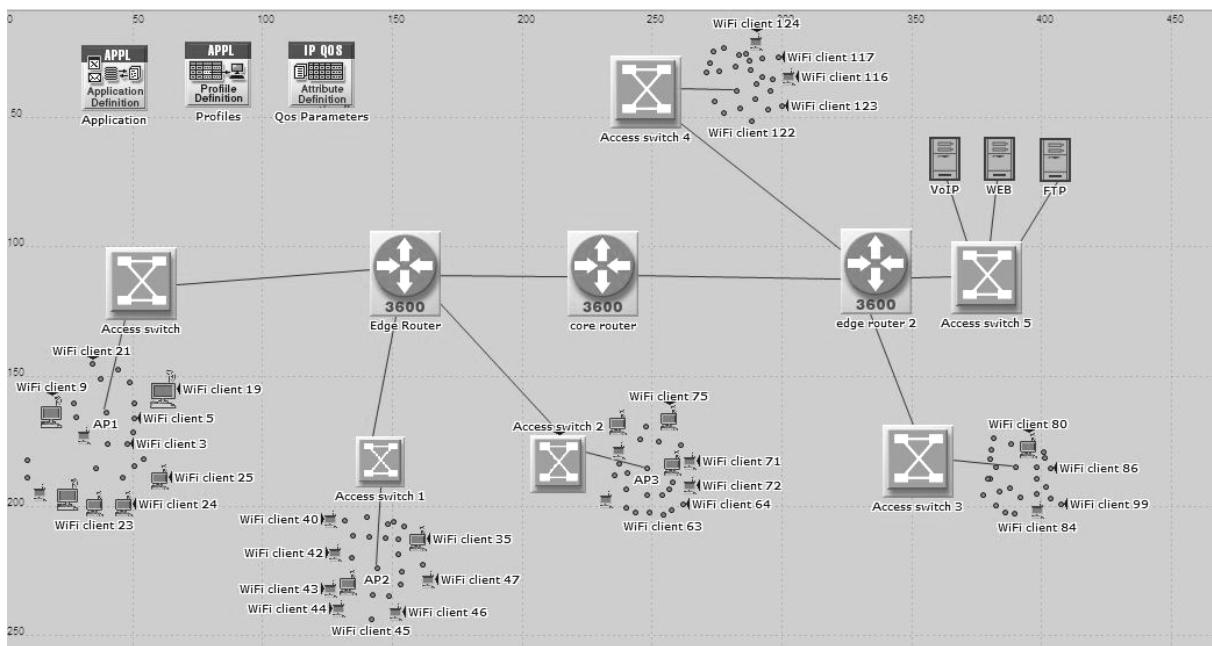 0 50 100 150 200 250 300 350 400 450
APPL APPL IP QOS
Application Definition Profiile Definition Attribute Definition
Application Profiles Qos Parameters
WiFi client 124
WiFi client 117
WiFi client 116
WiFi client 123
WiFi client 122
50
Access switch 4
VoIP WEB FTP
100
3600 3600 3600
Access switch Edge Router core router edge router 2 Access switch 5
WiFi client 21
150
WiFi client 9
WiFi client 19
WiFi client 5
AP1
WiFi client 3
WiFi client 25
WiFi client 24
WiFi client 23
WiFi client 75
Access switch 2
WiFi client 71
AP3
WiFi client 72
WiFi client 64
WiFi client 63
WiFi client 80
WiFi client 86
WiFi client 99
WiFi client 84
Access switch 3
200
Access switch 1
WiFi client 40
WiFi client 35
WiFi client 42
WiFi client 47
AP2
WiFi client 43
WiFi client 44
WiFi client 46
WiFi client 45
250